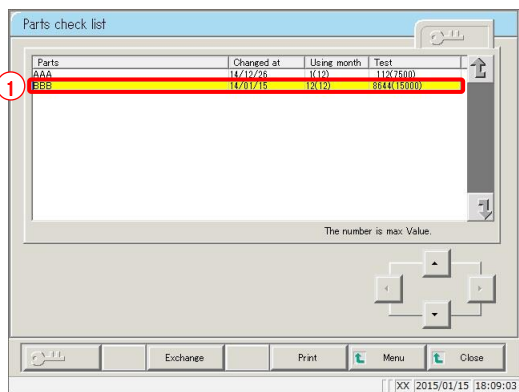 Parts check list
Parts Changed at Using month Test
AAA 14/12/26 1(12) 112(7500)
1 BBB 14/01/15 12(12) 8644(15000)
The number is max Value.
Exchange Print Menu Close
XX 2015/01/15 18:09:03